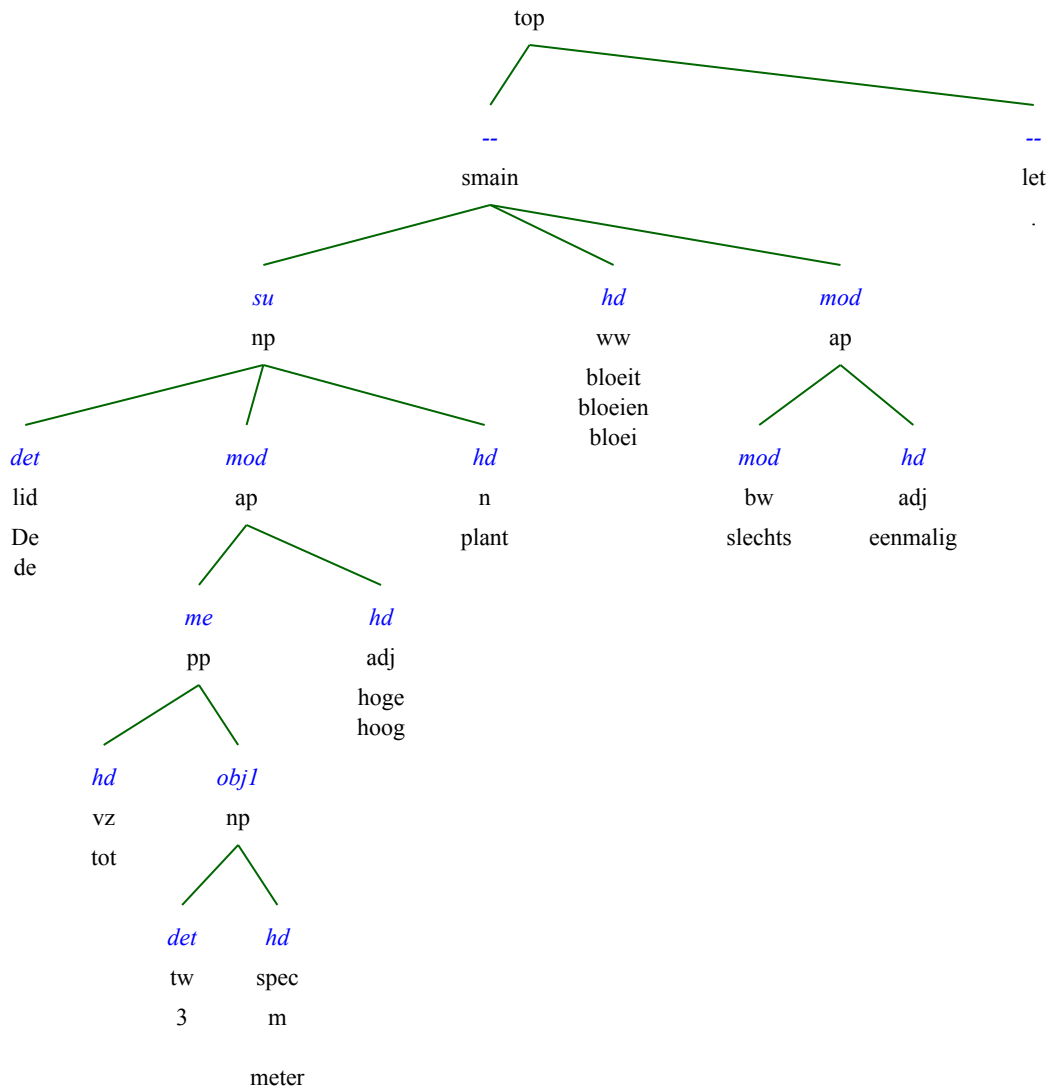 top
-- --
smain let
.
su hd mod
np ww ap
bloeit
bloeien
bloei
det mod hd mod hd
lid ap n bw adj
De plant slechts eenmalig
de
me hd
pp adj
hoge
hoog
hd obj1
vz np
tot
det hd
tw spec
3 m
meter